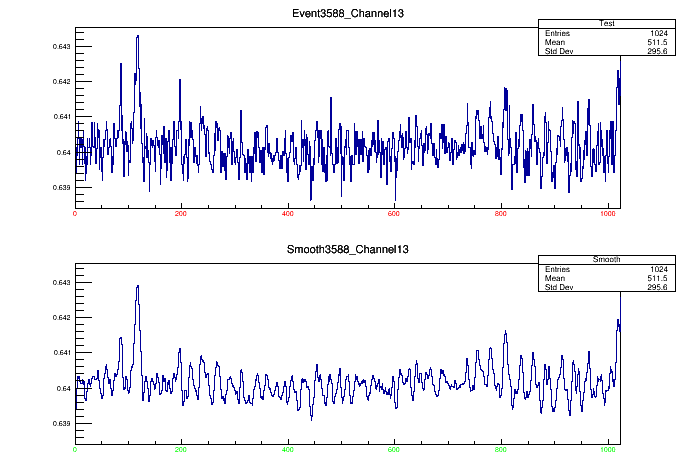 Event3588_Channel13
Test
Entries 1024
Mean 511.5
Std Dev 295.6
0.643
0.642
0.641
0.64
0.639
0 200 400 600 800 1000
Smooth3588_Channel13
Smooth
Entries 1024
Mean 511.5
Std Dev 295.6
0.643
0.642
0.641
0.64
0.639
0 200 400 600 800 1000